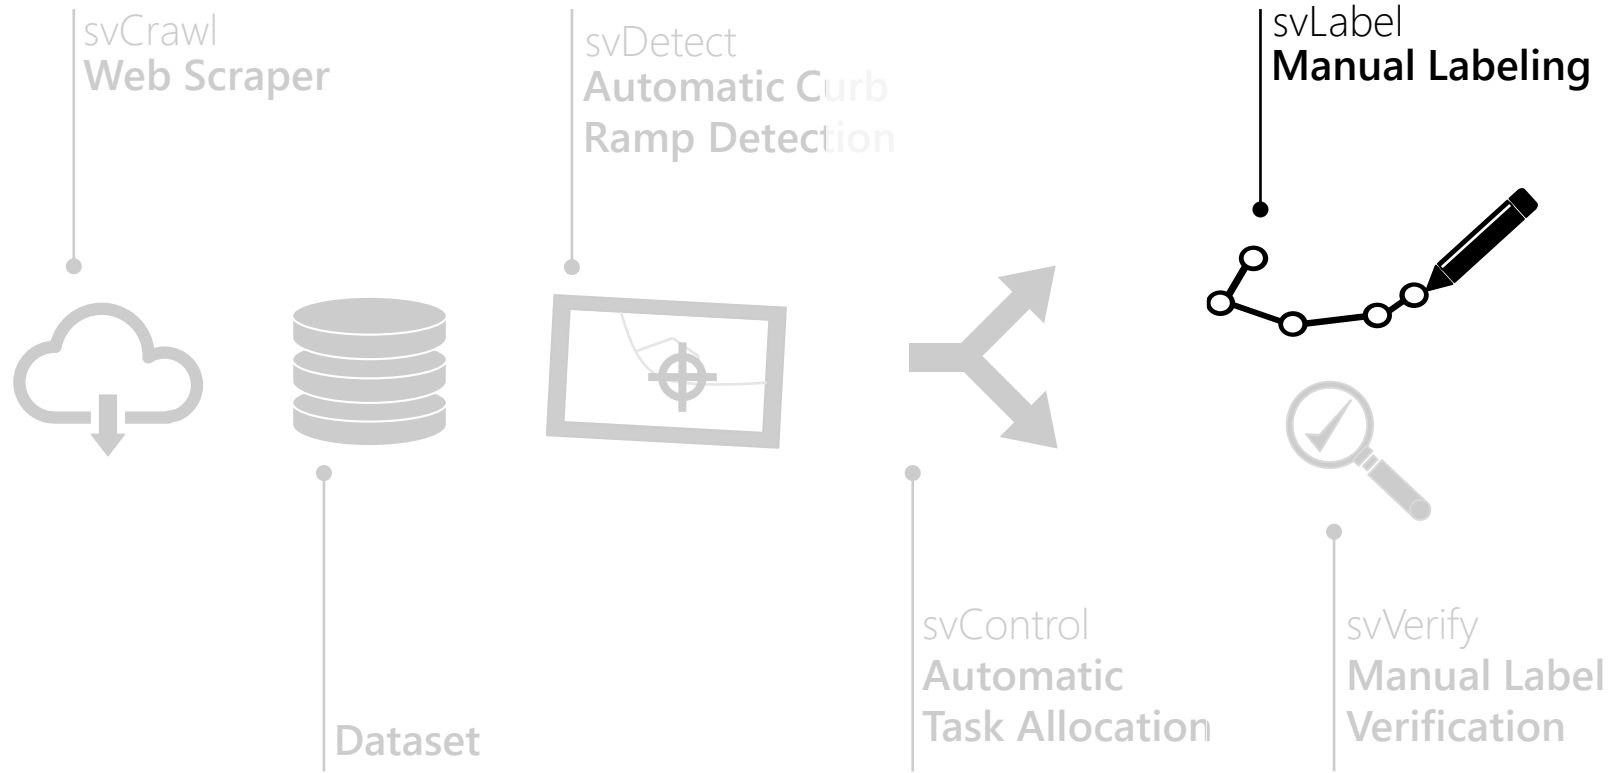 svCrawl
Web Scraper
svDetect
Automatic Curb
Ramp Detection
svLabel
Manual Labeling
Dataset
svControl
Automatic
Task Allocation
svVerify
Manual Label
Verification